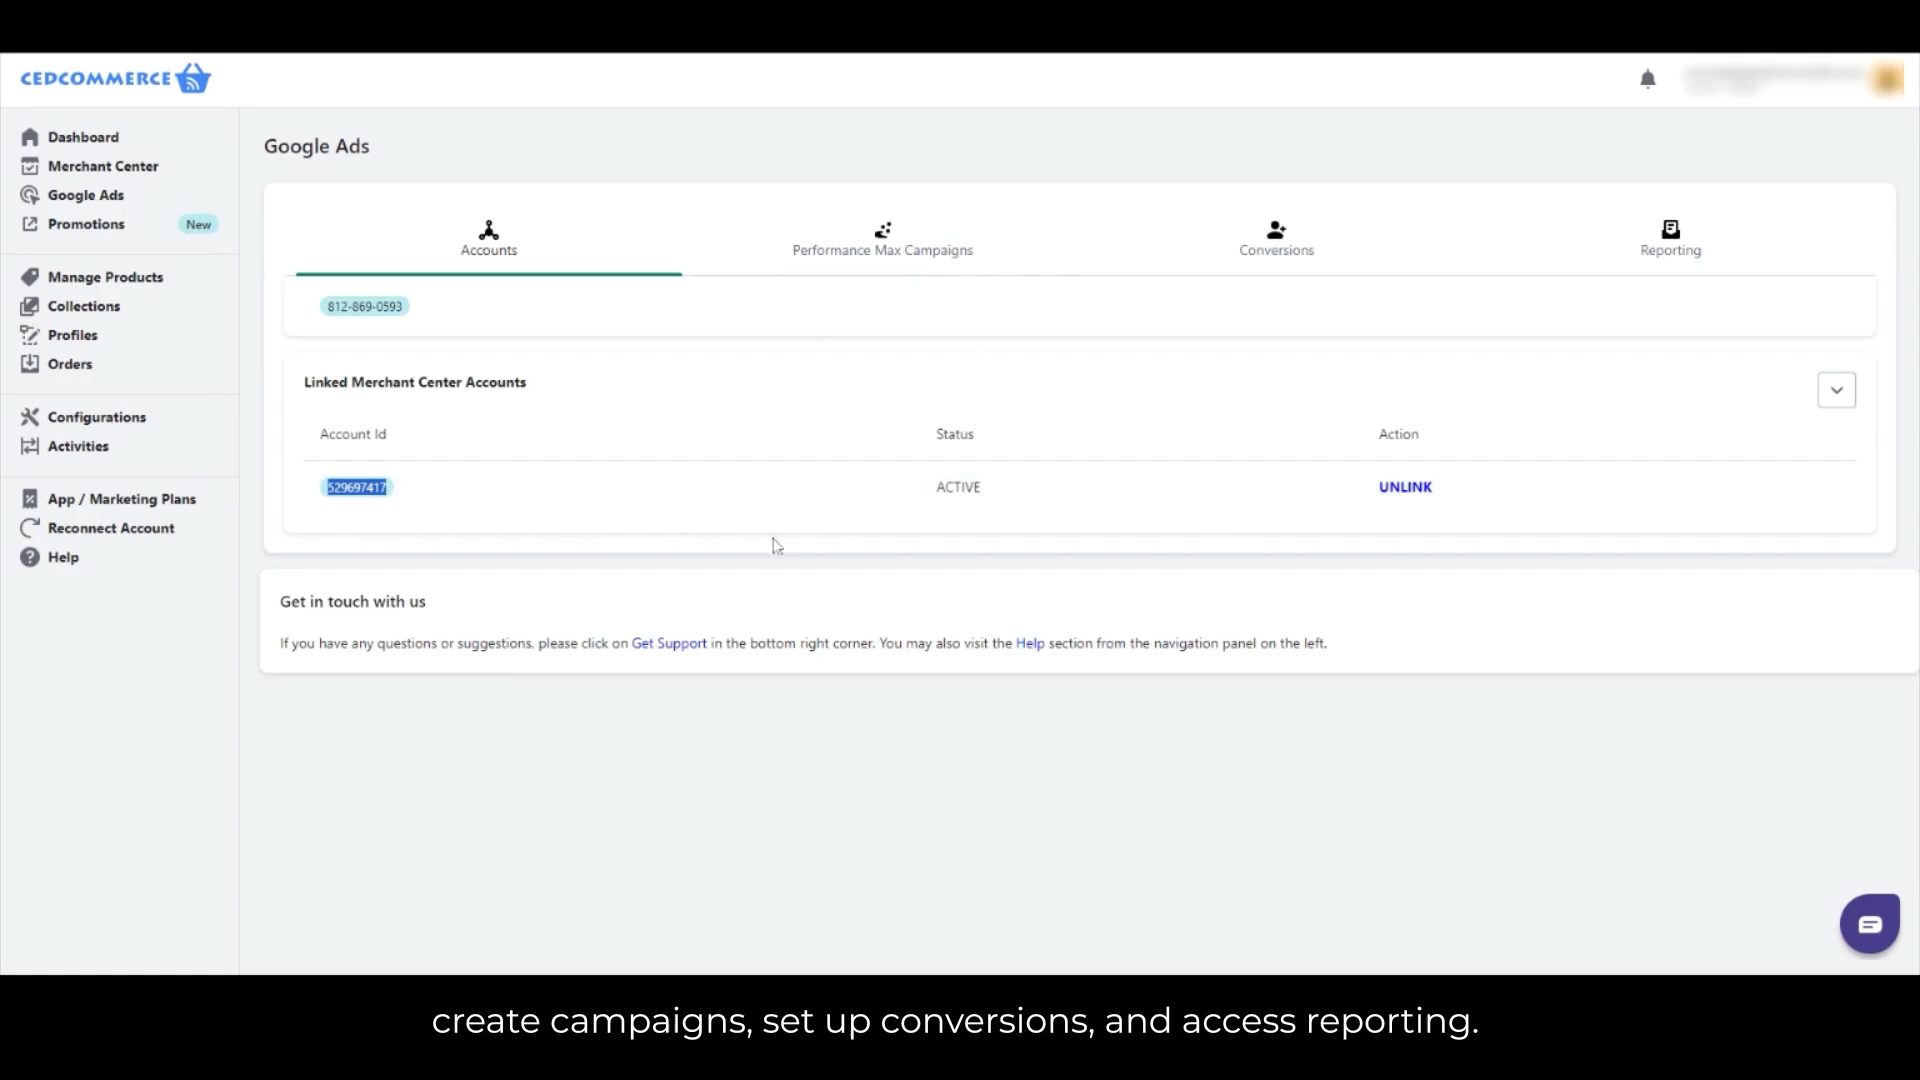 CEDCOMMERCE
Dashboard
Merchant Center
Google Ads
Promotions New
Manage Products
Collections
Profiles
Orders
Configurations
Activities
App / Marketing Plans
Reconnect Account
Help
Google Ads
Accounts
Performance Max Campaigns
Conversions
Reporting
812-869-0593
Linked Merchant Center Accounts
Account Id Status Action
529697417 ACTIVE UNLINK
Get in touch with us
If you have any questions or suggestions, please click on Get Support in the bottom right corner. You may also visit the Help section from the navigation panel on the left.
create campaigns, set up conversions, and access reporting.